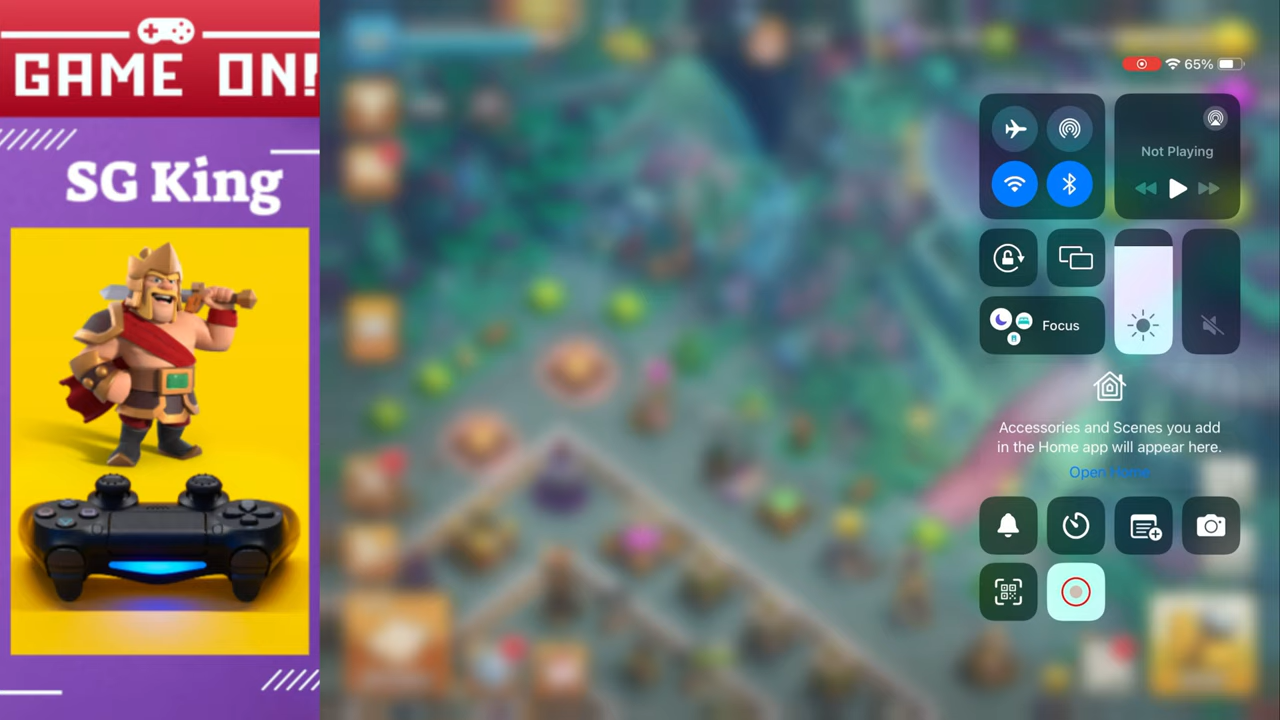 GAME ON!
SG King
65%
Not Playing
Focus
Accessories and Scenes you add
in the Home app will appear here.
Open Home